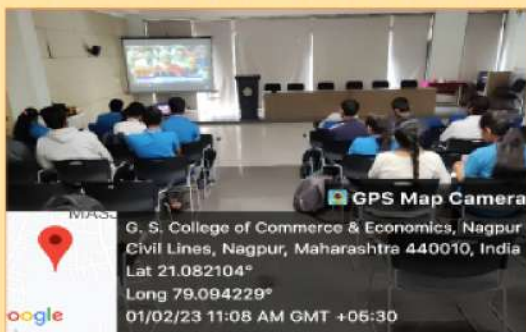 GPS Map Camera
MASJ
G. S. College of Commerce & Economics, Nagpur
Civil Lines, Nagpur, Maharashtra 440010, India
Lat 21.082104°
Long 79.094229°
oogle
01/02/23 11:08 AM GMT +05:30